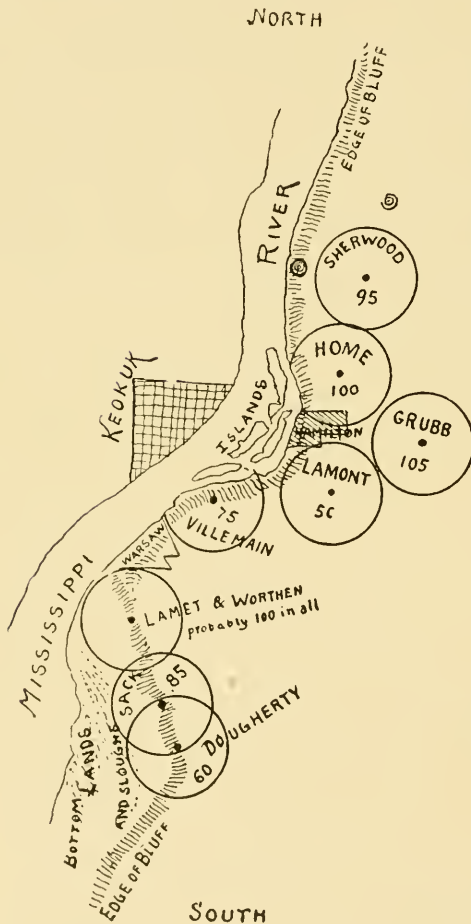 NORTH
EDGE OF BLUFF
RIVER
SHERWOOD
95
HOME
100
KEOKUK
ISLANDS
HAMILTON
GRUBB
105
LAMONT
50
75
VILLEMAIN
WARSAW
MISSISSIPPI
LAMET & WORTHEN
probably 100 in all
SACK
85
DOUGHERTY
60
BOTTOM LANDS
AND SLOUGHS
EDGE OF BLUFF
SOUTH